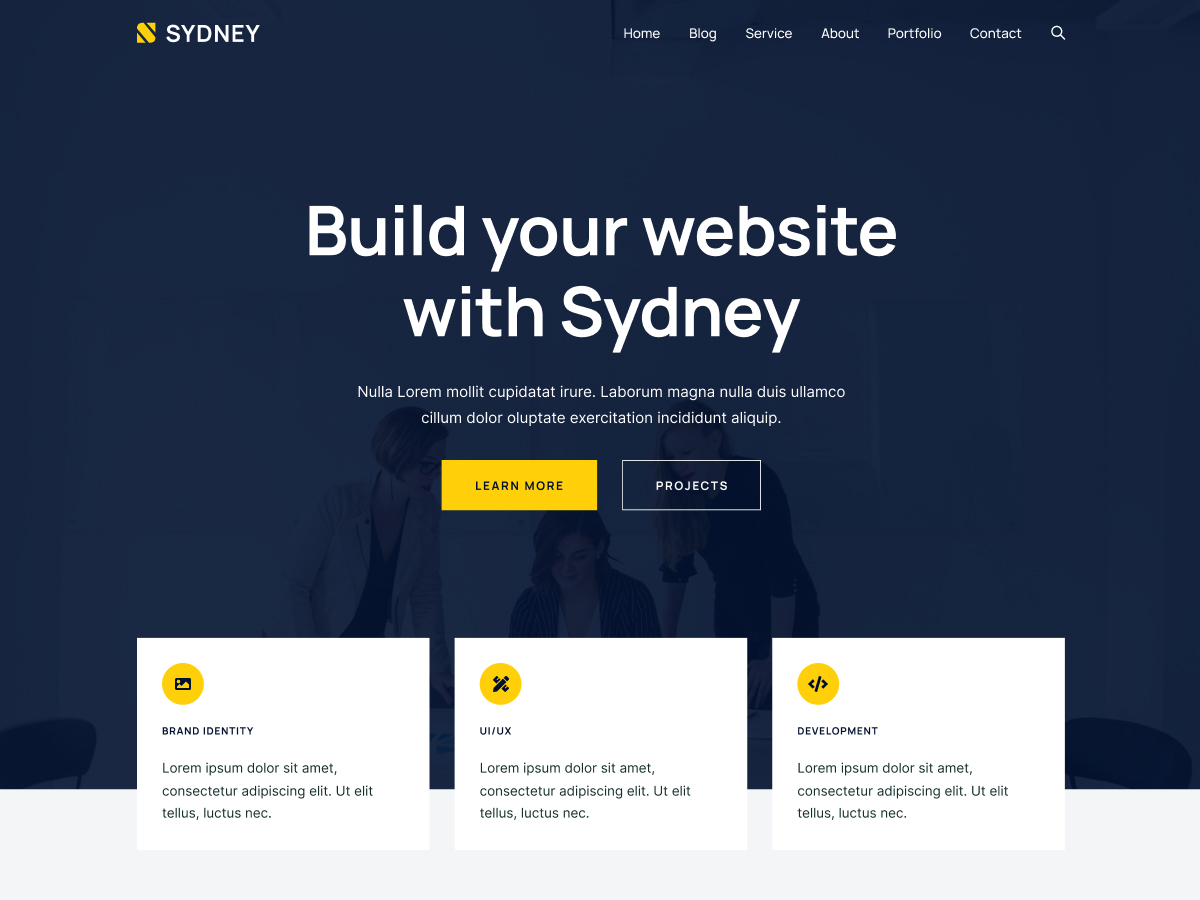 SYDNEY
Home Blog Service About Portfolio Contact
Build your website
with Sydney
Nulla Lorem mollit cupidatat irure. Laborum magna nulla duis ullamco
cillum dolor oluptate exercitation incididunt aliquip.
LEARN MORE PROJECTS
BRAND IDENTITY
Lorem ipsum dolor sit amet,
consectetur adipiscing elit. Ut elit
tellus, luctus nec.
UI/UX
Lorem ipsum dolor sit amet,
consectetur adipiscing elit. Ut elit
tellus, luctus nec.
DEVELOPMENT
Lorem ipsum dolor sit amet,
consectetur adipiscing elit. Ut elit
tellus, luctus nec.